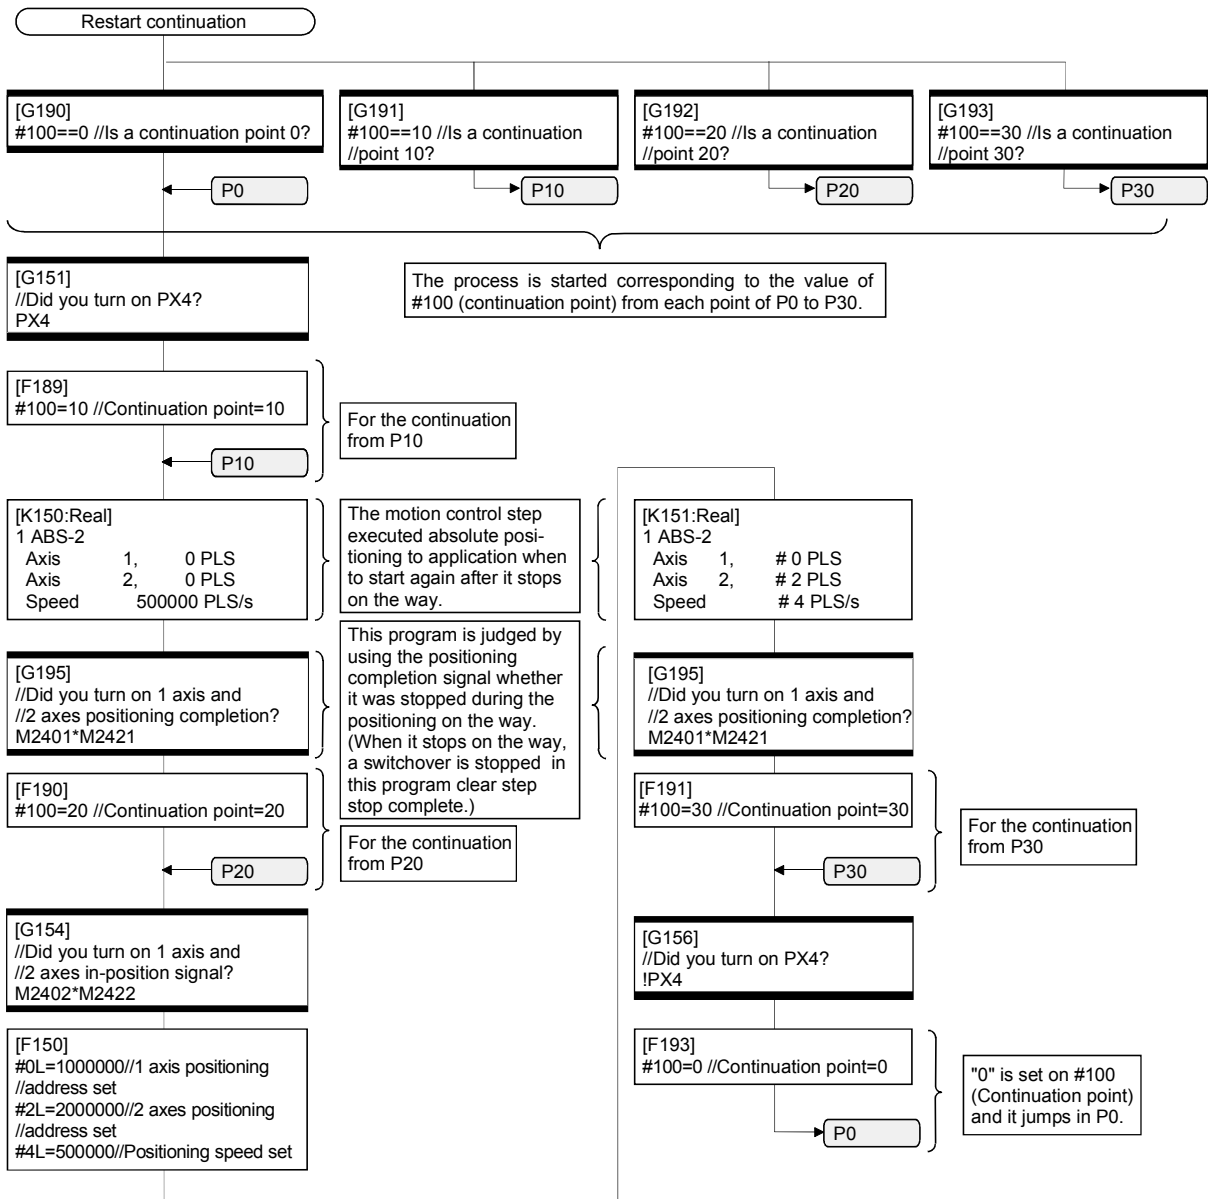 Restart continuation
[G190]
#100==0 //Is a continuation point 0?
[G191]
#100==10 //Is a continuation
//point 10?
[G192]
#100==20 //Is a continuation
//point 20?
[G193]
#100==30 //Is a continuation
//point 30?
P0
P10
P20
P30
The process is started corresponding to the value of
#100 (continuation point) from each point of P0 to P30.
[G151]
//Did you turn on PX4?
PX4
[F189]
#100=10 //Continuation point=10
P10
For the continuation
from P10
[K150:Real]
1 ABS-2
Axis 1, 0 PLS
Axis 2, 0 PLS
Speed 500000 PLS/s
The motion control step
executed absolute posi-
tioning to application when
to start again after it stops
on the way.
[G195]
//Did you turn on 1 axis and
//2 axes positioning completion?
M2401*M2421
This program is judged by
using the positioning
completion signal whether
it was stopped during the
positioning on the way.
(When it stops on the way,
a switchover is stopped in
this program clear step
stop complete.)
[F190]
#100=20 //Continuation point=20
P20
For the continuation
from P20
[G154]
//Did you turn on 1 axis and
//2 axes in-position signal?
M2402*M2422
[F150]
#0L=1000000//1 axis positioning
//address set
#2L=2000000//2 axes positioning
//address set
#4L=500000//Positioning speed set
[K151:Real]
1 ABS-2
Axis 1, # 0 PLS
Axis 2, # 2 PLS
Speed # 4 PLS/s
[G195]
//Did you turn on 1 axis and
//2 axes positioning completion?
M2401*M2421
[F191]
#100=30 //Continuation point=30
P30
For the continuation
from P30
[G156]
//Did you turn on PX4?
!PX4
[F193]
#100=0 //Continuation point=0
P0
"0" is set on #100
(Continuation point)
and it jumps in P0.